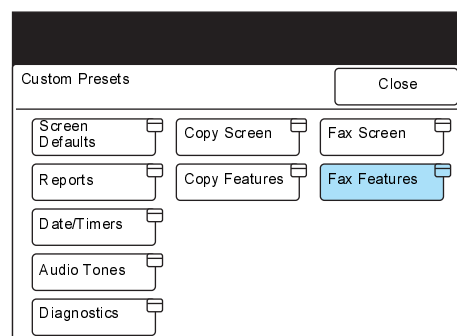 Custom Presets
Close
Screen
Defaults
Copy Screen
Fax Screen
Reports
Copy Features
Fax Features
Date/Timers
Audio Tones
Diagnostics